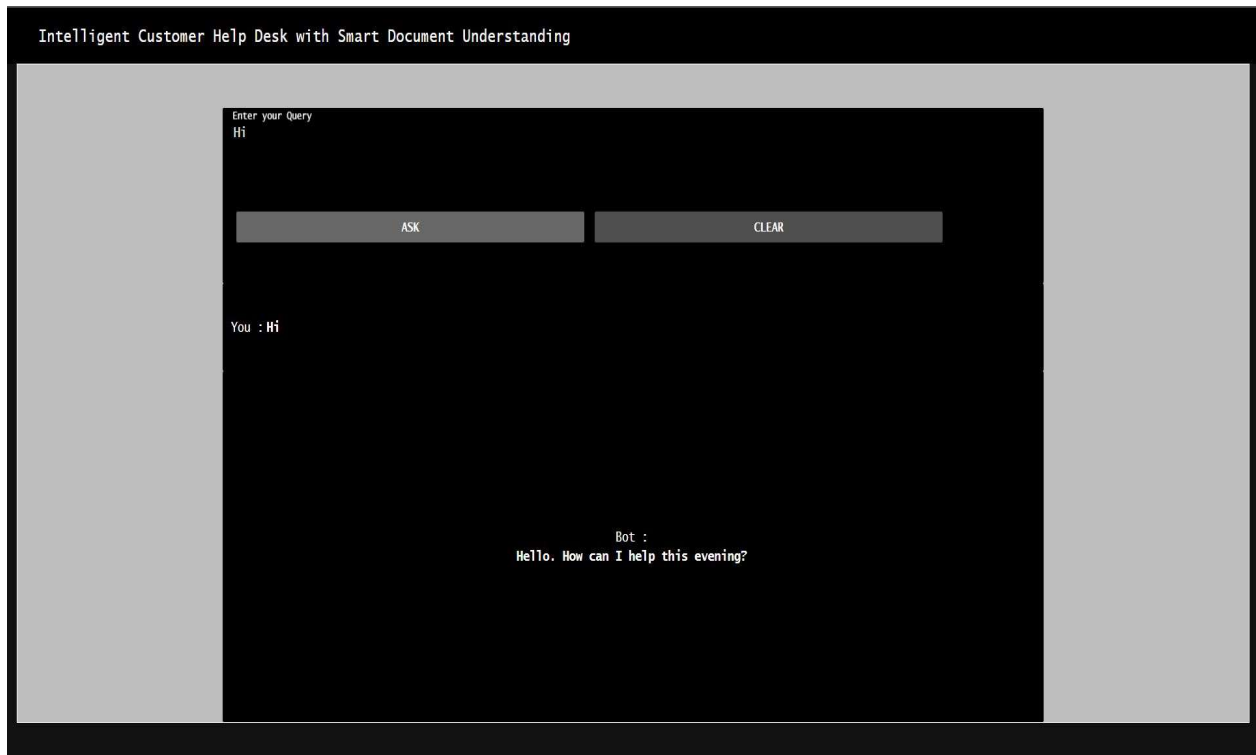 Intelligent Customer Help Desk with Smart Document Understanding
Enter your Query
Hi
ASK
CLEAR
You : Hi
Bot :
Hello. How can I help this evening?